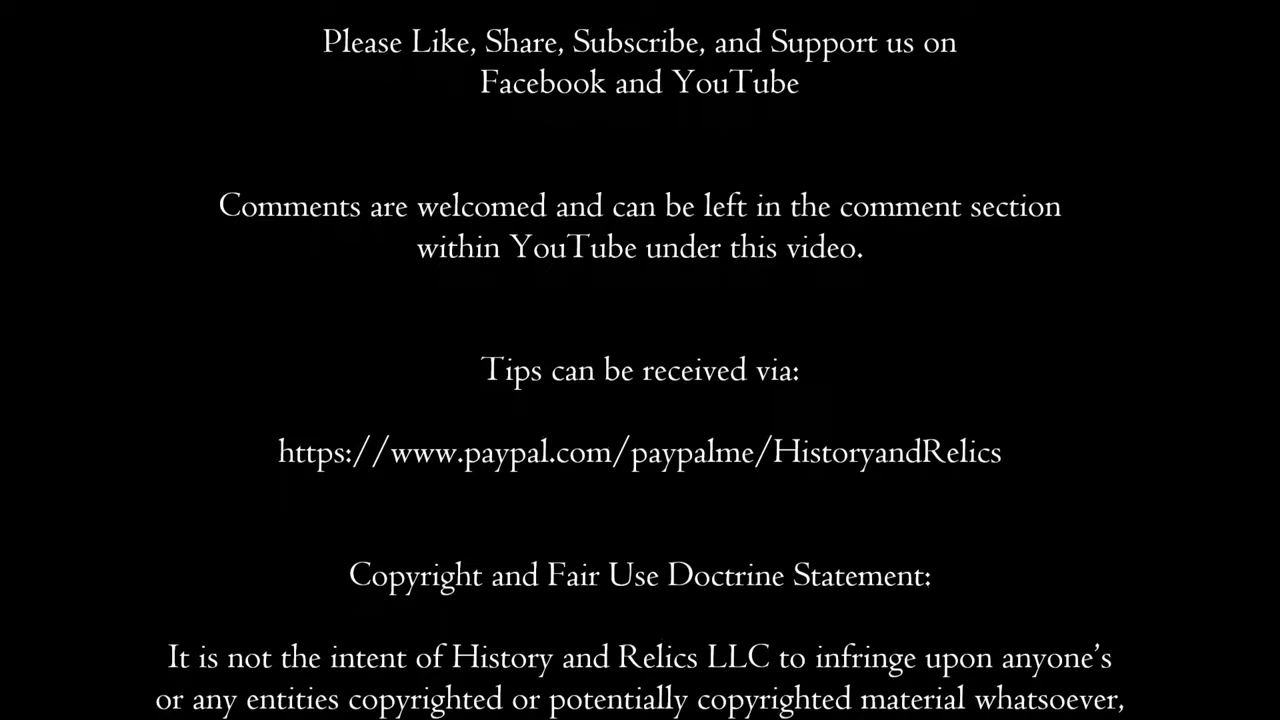 Please Like, Share, Subscribe, and Support us on
Facebook and YouTube
Comments are welcomed and can be left in the comment section
within YouTube under this video.
Tips can be received via:
https://www.paypal.com/paypalme/HistoryandRelics
Copyright and Fair Use Doctrine Statement:
It is not the intent of History and Relics LLC to infringe upon anyone’s
or any entities copyrighted or potentially copyrighted material whatsoever,